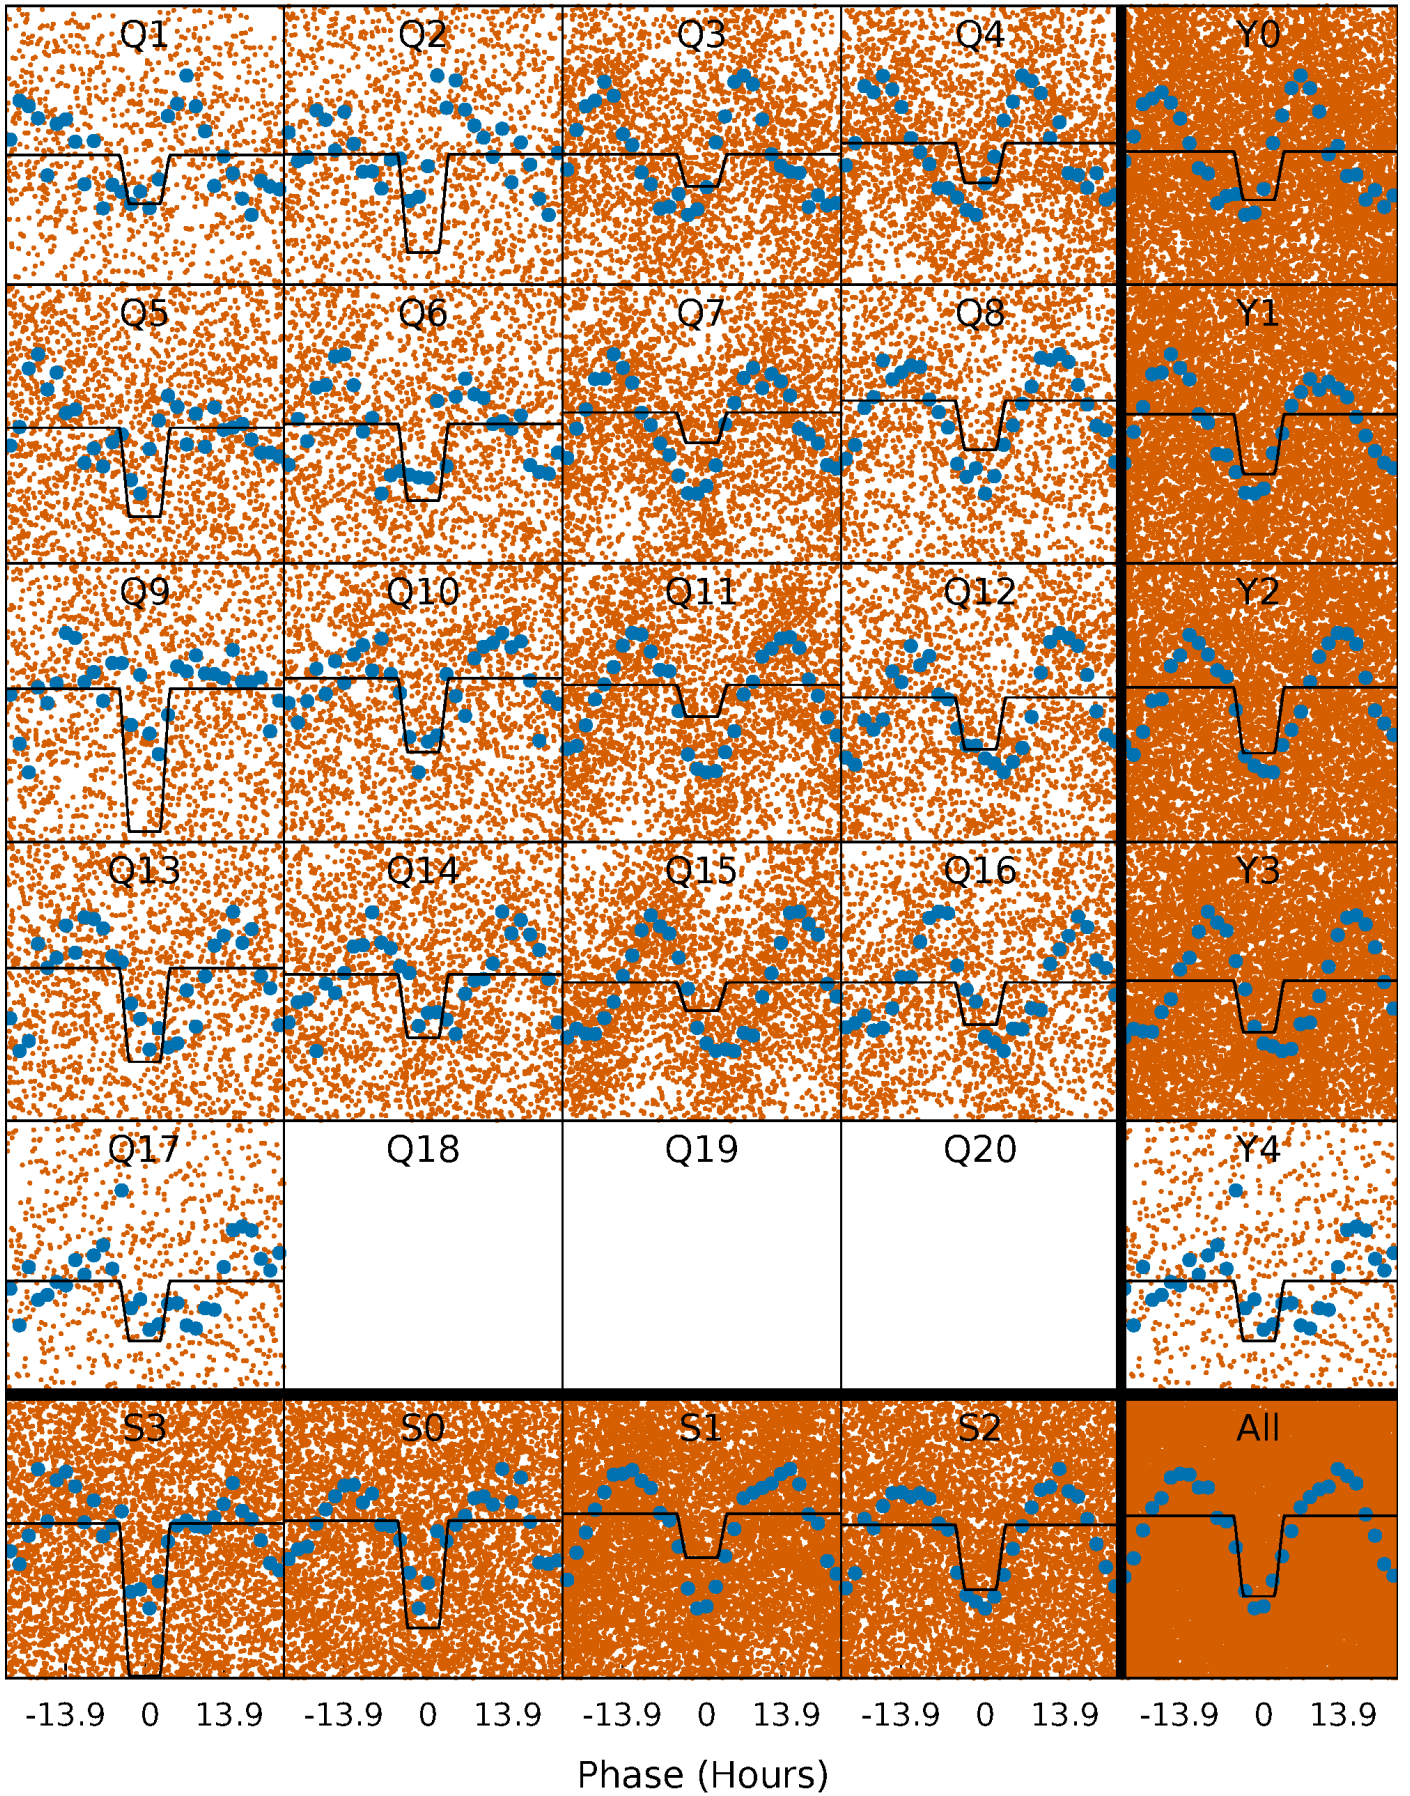 Q1 Q2 Q3 Q4 Y0
Q5 Q6 Q7 Q8 Y1
Q9 Q10 Q11 Q12 Y2
Q13 Q14 Q15 Q16 Y3
Q17 Q18 Q19 Q20 Y4
S3 S0 S1 S2 All
-13.9 0 13.9 -13.9 0 13.9 -13.9 0 13.9 -13.9 0 13.9 -13.9 0 13.9
Phase (Hours)